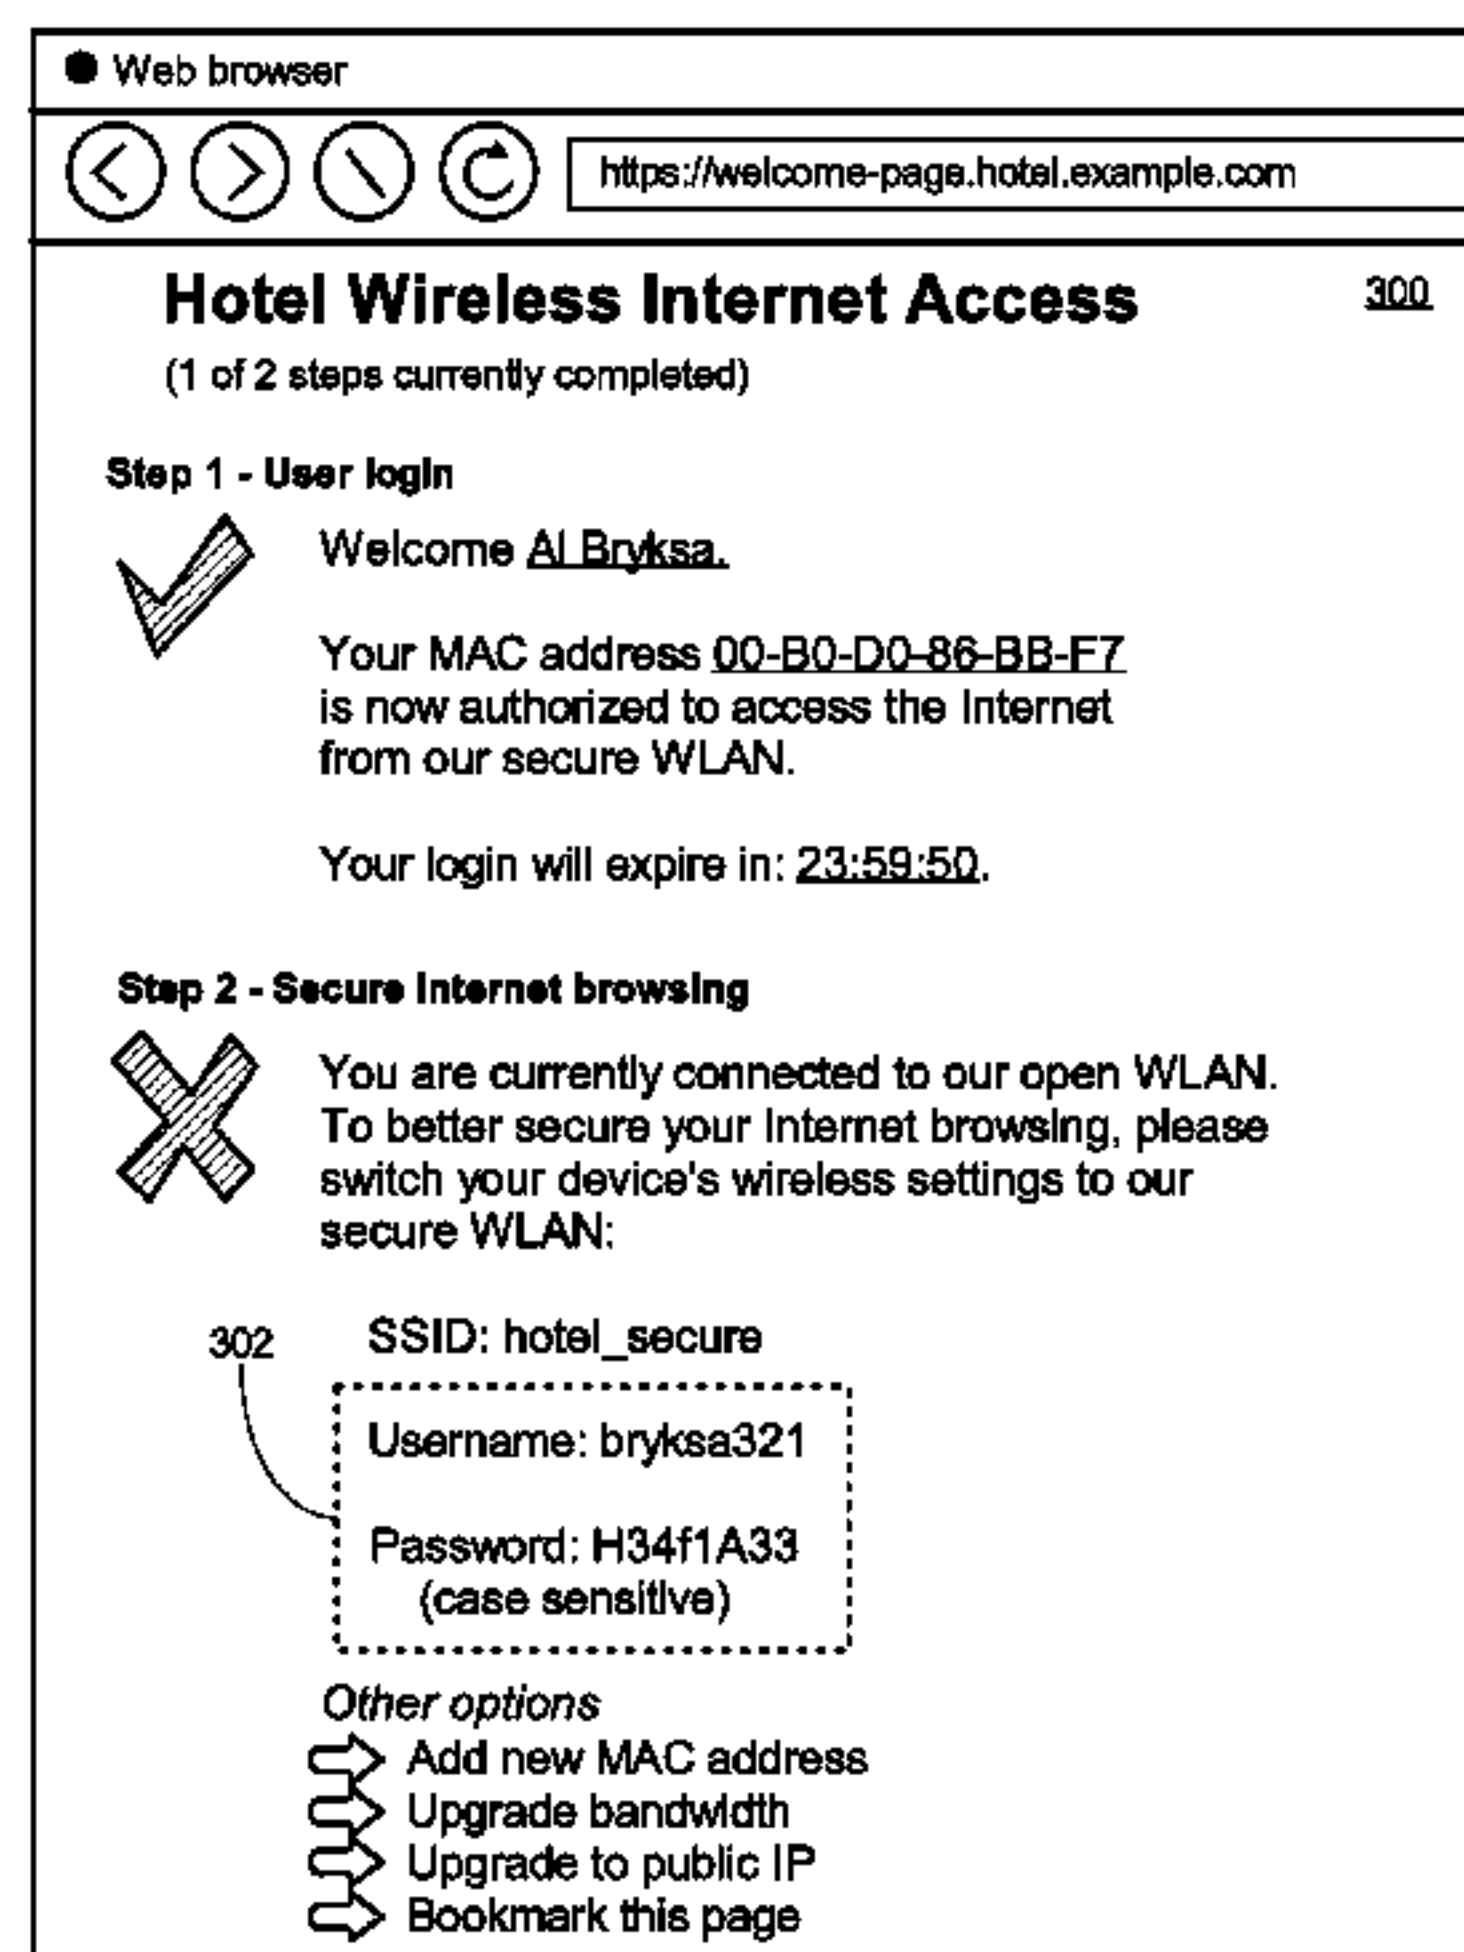 Web browser
https://welcome-page.hotel.example.com
Hotel Wireless Internet Access
300
(1 of 2 steps currently completed)
Step 1 - User login
Welcome Al Bryksa.
Your MAC address 00-B0-D0-86-BB-F7
is now authorized to access the Internet
from our secure WLAN.
Your login will expire in: 23:59:50.
Step 2 - Secure Internet browsing
You are currently connected to our open WLAN.
To better secure your Internet browsing, please
switch your device's wireless settings to our
secure WLAN:
302
SSID: hotel_secure
Username: bryksa321
Password: H34f1A33
(case sensitive)
Other options
Add new MAC address
Upgrade bandwidth
Upgrade to public IP
Bookmark this page